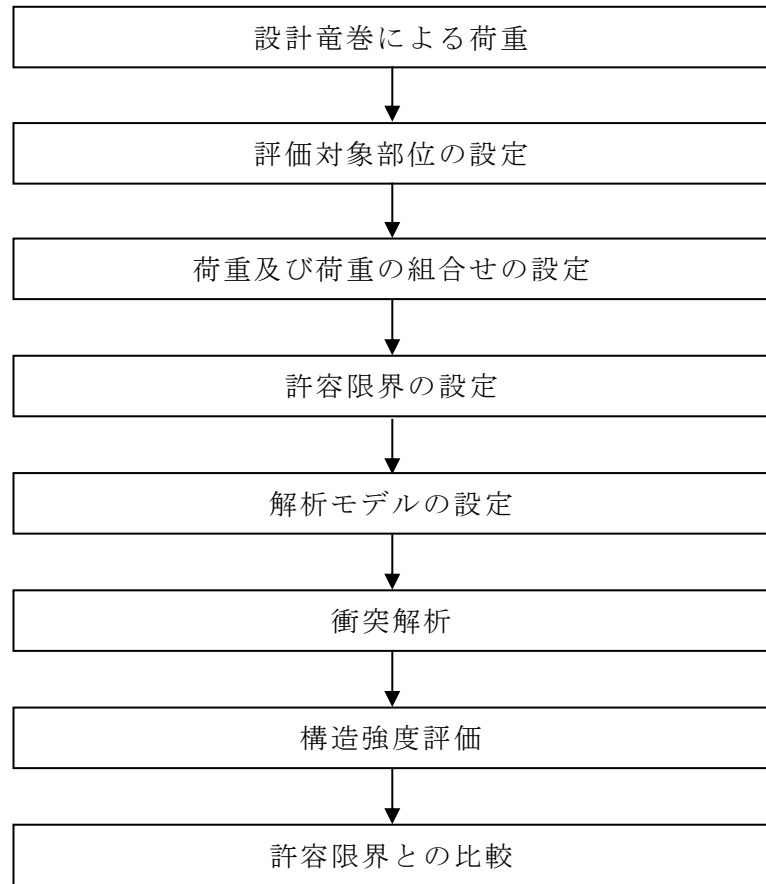 設計竜巻による荷重
評価対象部位の設定
荷重及び荷重の組合せの設定
許容限界の設定
解析モデルの設定
衝突解析
構造強度評価
許容限界との比較